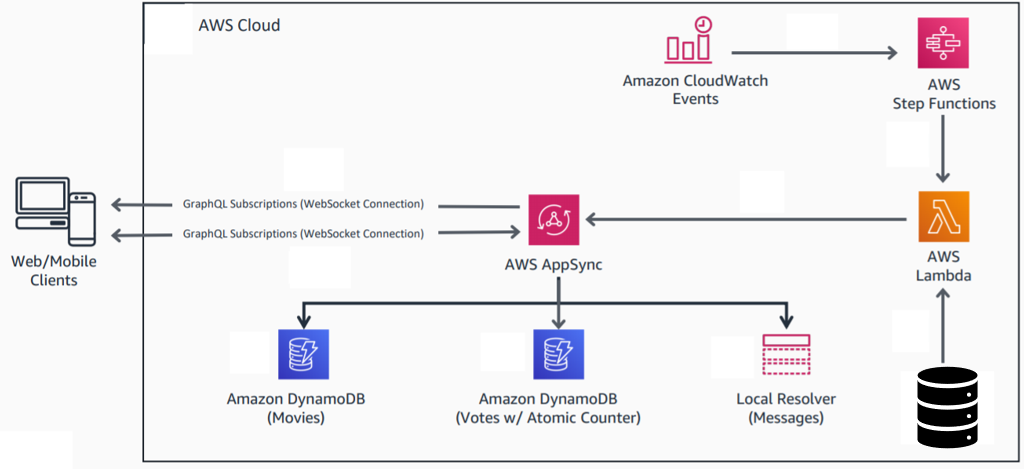 AWS Cloud
Amazon CloudWatch
Events
AWS
Step Functions
GraphQL Subscriptions (WebSocket Connection)
GraphQL Subscriptions (WebSocket Connection)
Web/Mobile
Clients
AWS AppSync
AWS
Lambda
Amazon DynamoDB
(Movies)
Amazon DynamoDB
(Votes w/ Atomic Counter)
Local Resolver
(Messages)